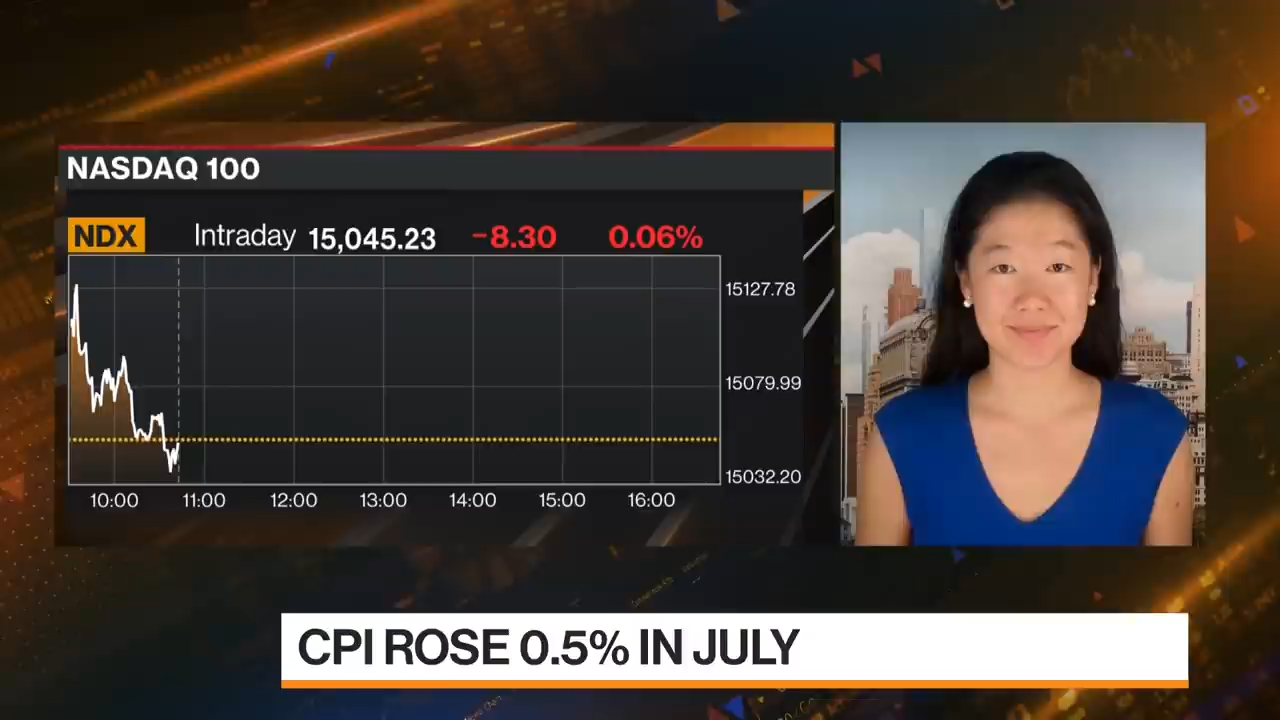 NASDAQ 100
NDX Intraday 15,045.23 -8.30 0.06%
15127.78
15079.99
15032.20
10:00 11:00 12:00 13:00 14:00 15:00 16:00
CPI ROSE 0.5% IN JULY